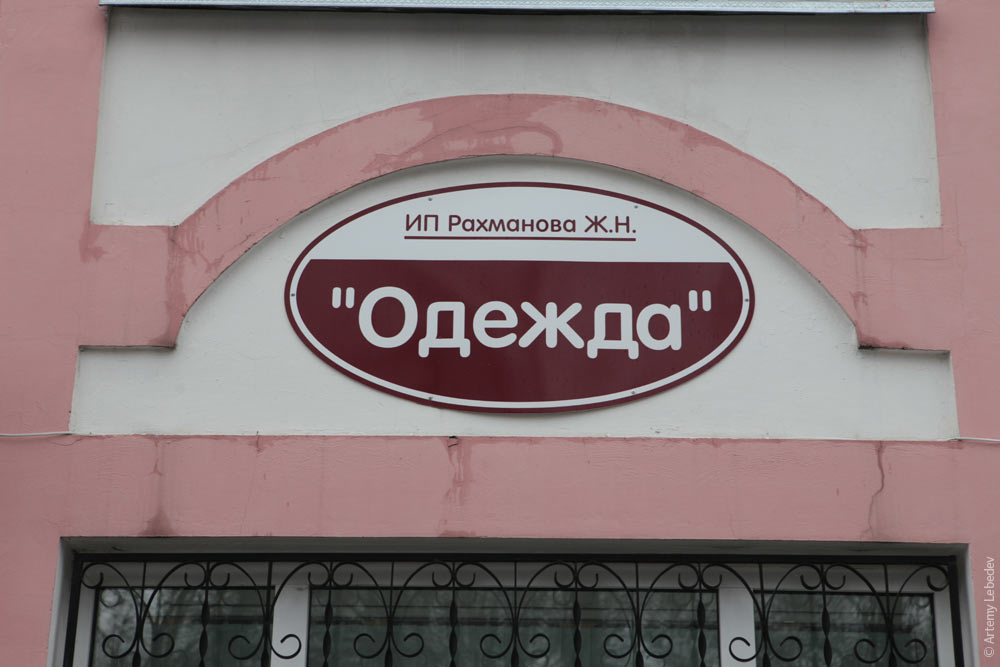 ИП Рахманова Ж.Н.
"Одежда"
© Artemy Lebedev